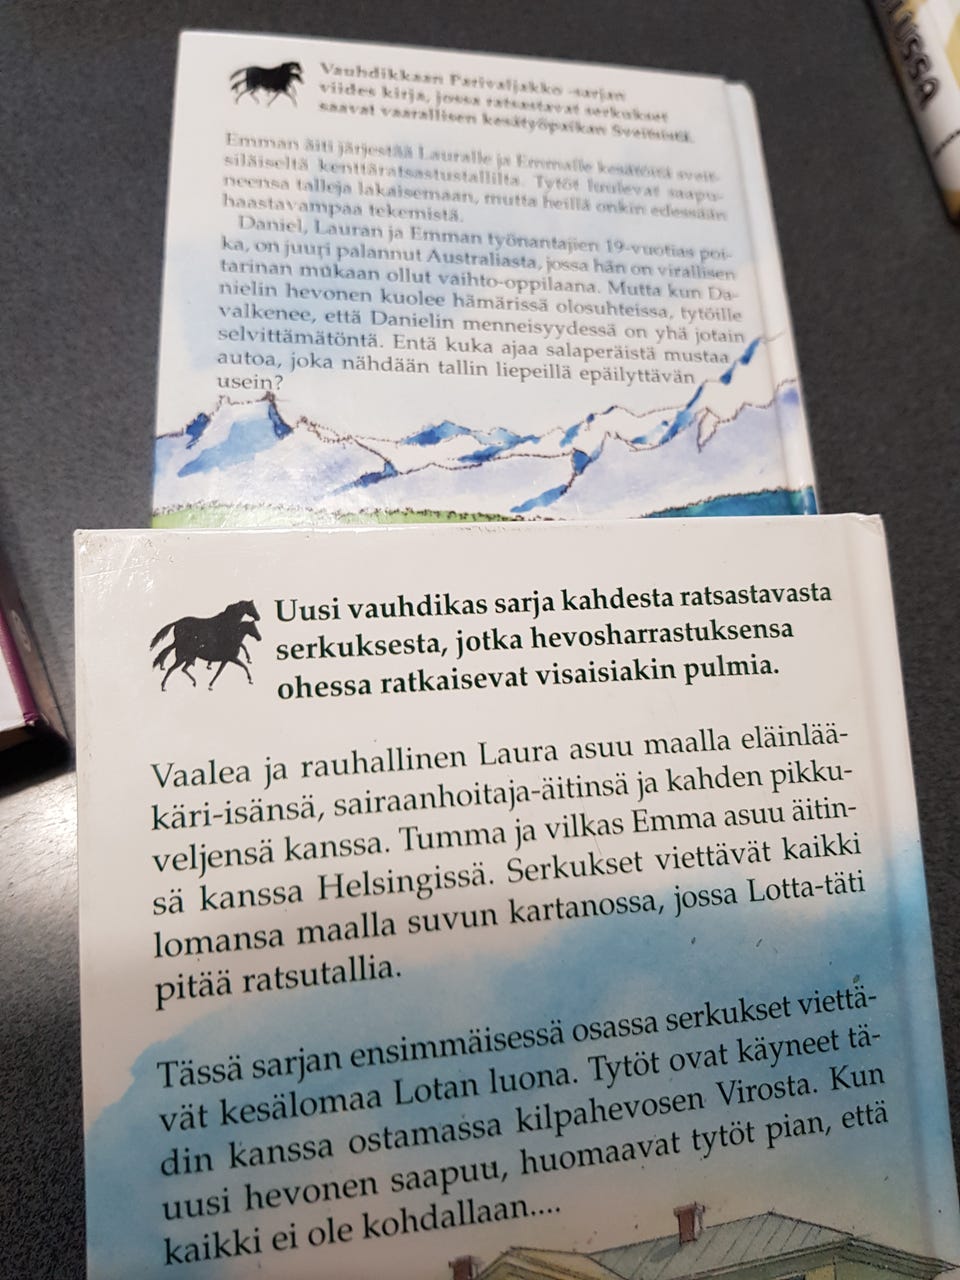 LUSSA
Vauhdikkaan Parivaljakko -sarjan
viides kirja, jossa ratsastavat serkukset
saavat vaarallisen kesätyöpaikan Sveitsistä.
Emman äiti järjestää Lauralle ja Emmalle kesätöitä sveit-
siläiseltä kenttäratsastustallilta. Tytöt luulevat saapu-
neensa talleja lakaisemaan, mutta heillä onkin edessään
haastavampaa tekemistä.
Daniel, Lauran ja Emman työnantajien 19-vuotias poi-
ka, on juuri palannut Australiasta, jossa hän on virallisen
tarinan mukaan ollut vaihto-oppilaana. Mutta kun Da-
nielin hevonen kuolee hämärissä olosuhteissa, tytöille
valkenee, että Danielin menneisyydessä on yhä jotain
selvittämätöntä. Entä kuka ajaa salaperäistä mustaa
autoa, joka nähdään tallin liepeillä epäilyttävän
usein?
Uusi vauhdikas sarja kahdesta ratsastavasta
serkuksesta, jotka hevosharrastuksensa
ohessa ratkaisevat visaisiakin pulmia.
Vaalea ja rauhallinen Laura asuu maalla eläinlää-
käri-isänsä, sairaanhoitaja-äitinsä ja kahden pikku-
veljensä kanssa. Tumma ja vilkas Emma asuu äitin-
sä kanssa Helsingissä. Serkukset viettävät kaikki
lomansa maalla suvun kartanossa, jossa Lotta-täti
pitää ratsutallia.
Tässä sarjan ensimmäisessä osassa serkukset viettä-
vät kesälomaa Lotan luona. Tytöt ovat käyneet tä-
din kanssa ostamassa kilpahevosen Virosta. Kun
uusi hevonen saapuu, huomaavat tytöt pian, että
kaikki ei ole kohdallaan....